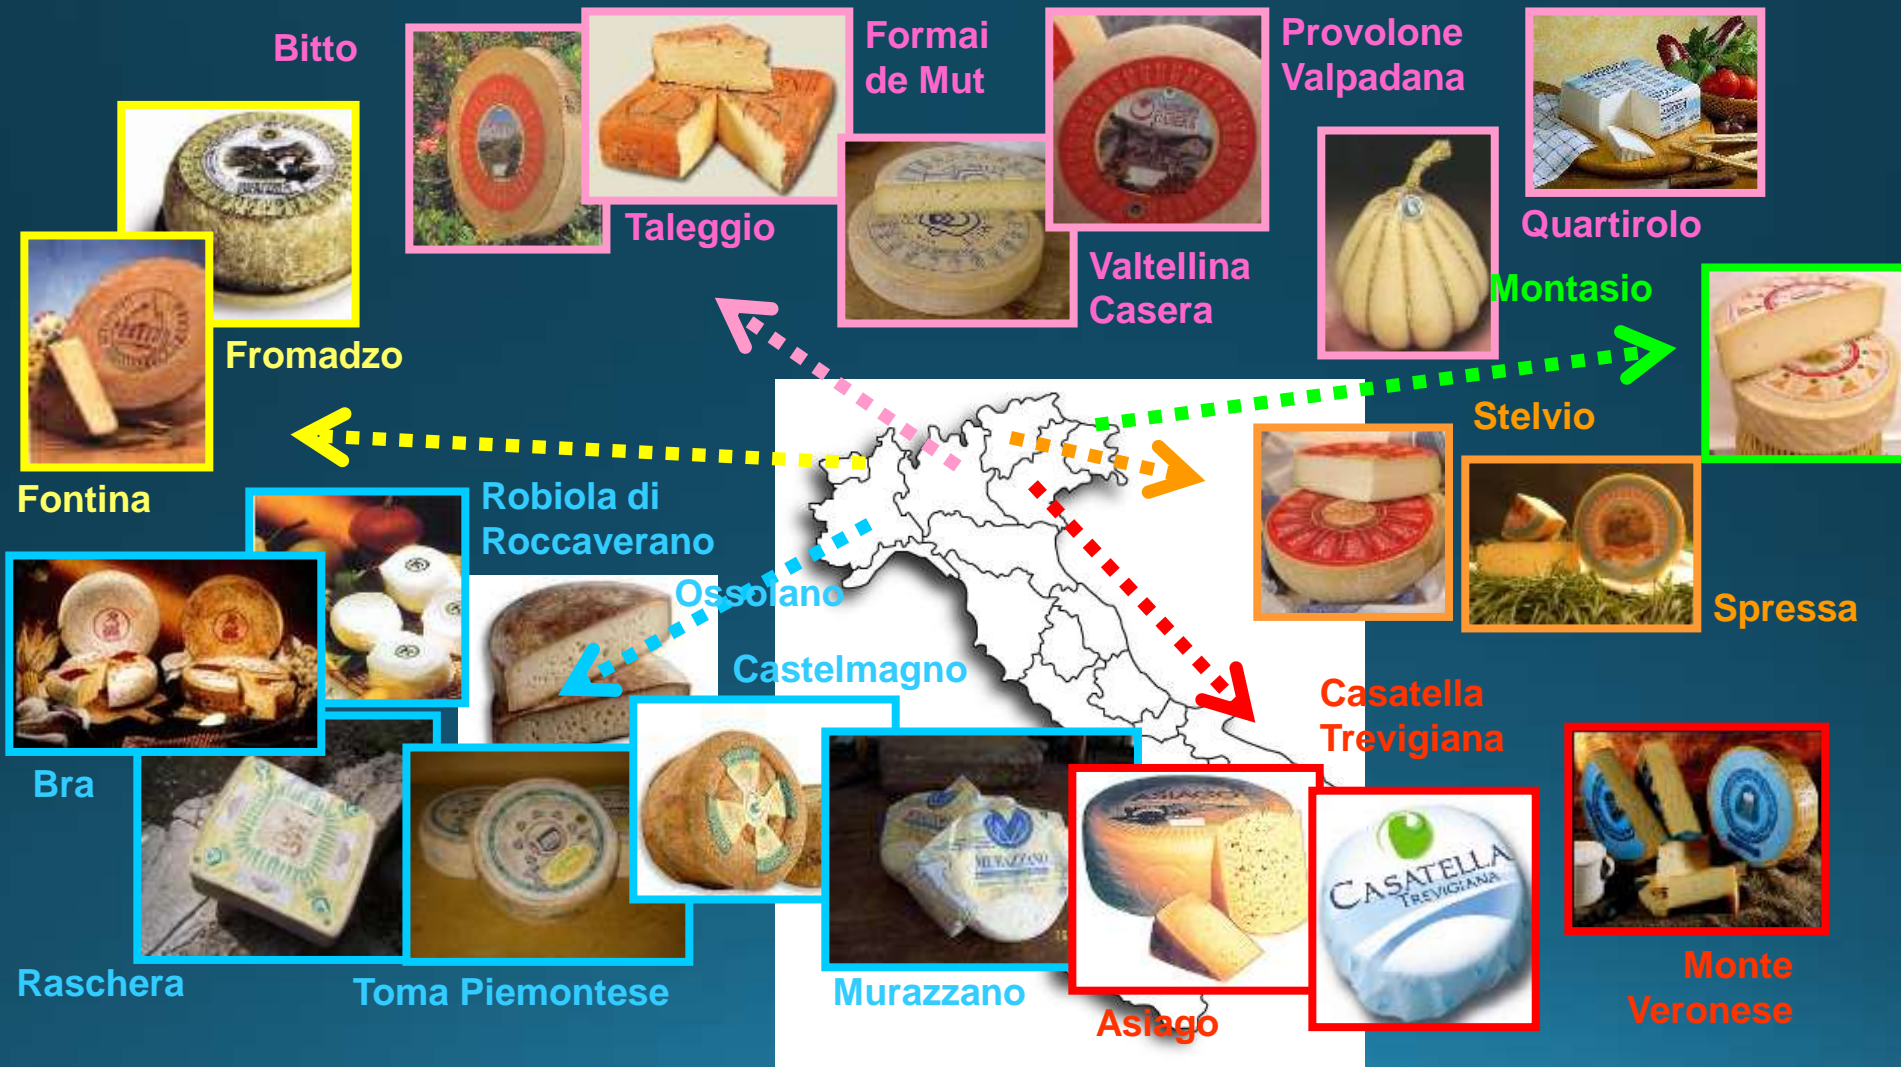 Bitto
Formai
de Mut
Provolone
Valpadana
Taleggio
Quartirolo
Valtellina
Casera
Montasio
Fromadzo
Stelvio
Fontina
Robiola di
Roccaverano
Ossolano
Spressa
Castelmagno
Casatella
Trevigiana
Bra
MURAZZANO
CASATELLA
TREVIGIANA
Raschera
Toma Piemontese
Murazzano
Asiago
Monte
Veronese